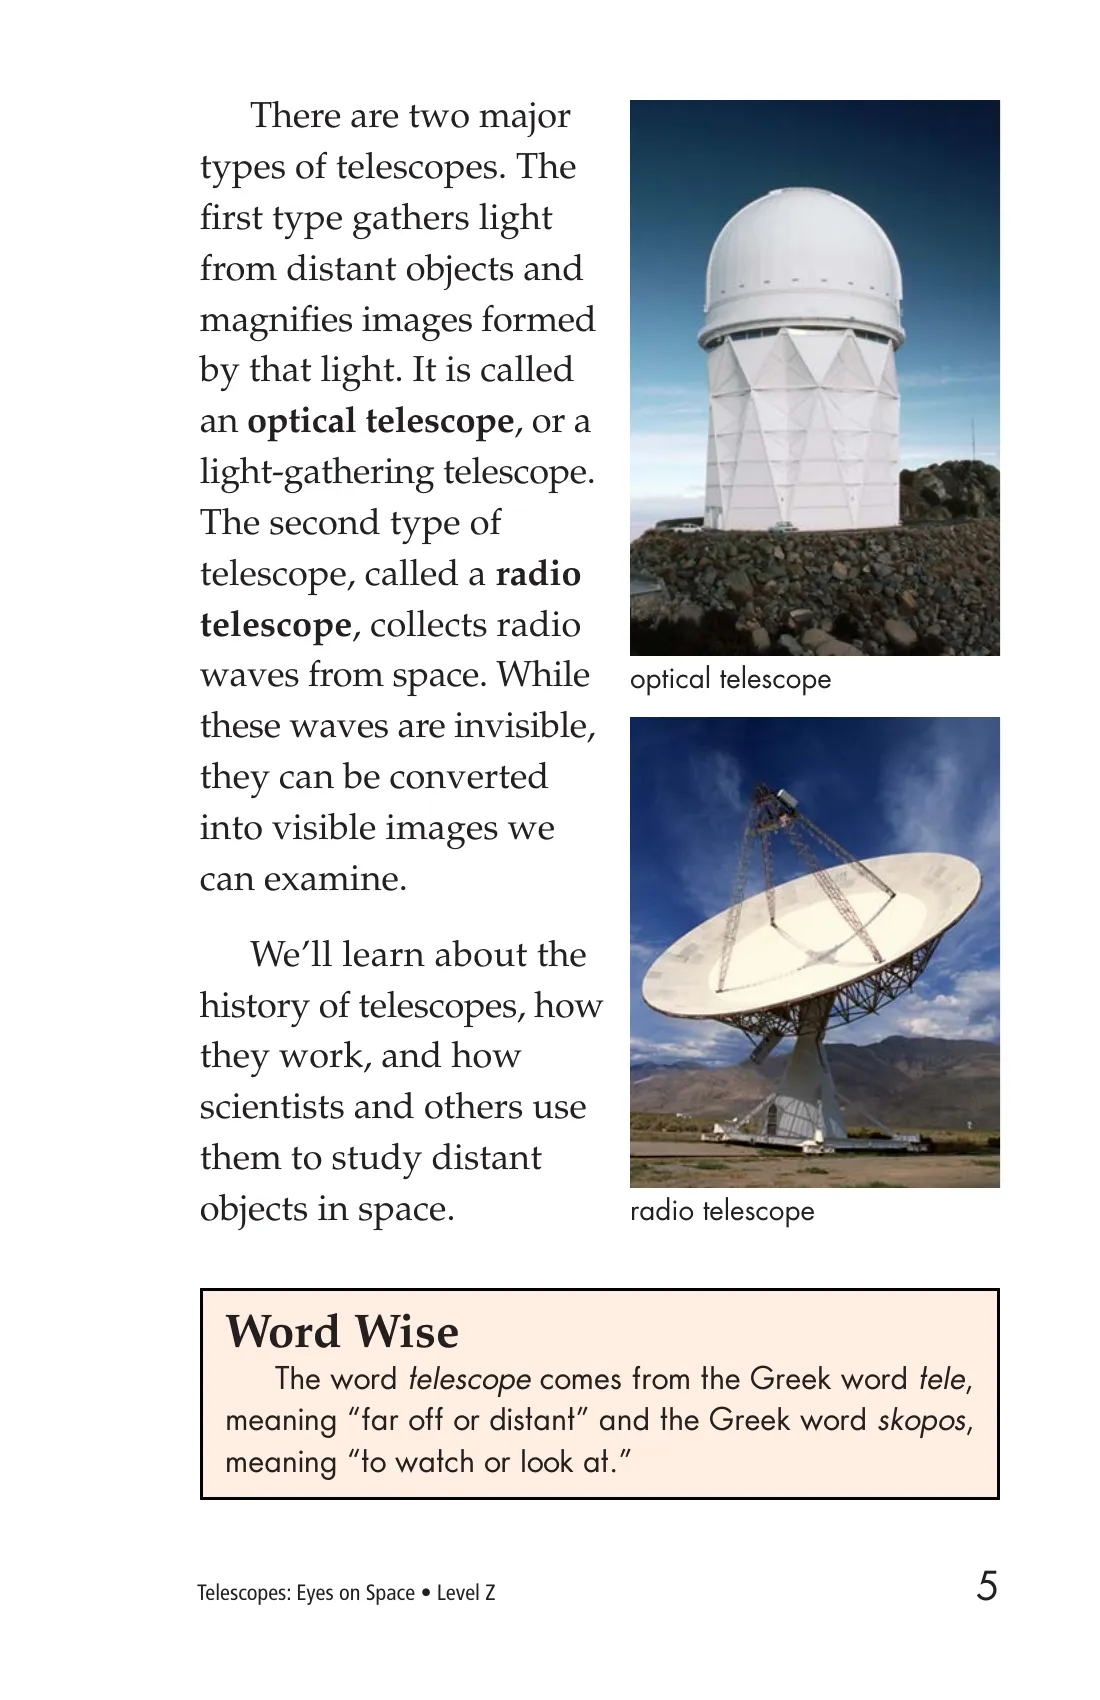 There are two major
types of telescopes. The
first type gathers light
from distant objects and
magnifies images formed
by that light. It is called
an optical telescope, or a
light-gathering telescope.
The second type of
telescope, called a radio
telescope, collects radio
waves from space. While
these waves are invisible,
they can be converted
into visible images we
can examine.
We’ll learn about the
history of telescopes, how
they work, and how
scientists and others use
them to study distant
objects in space.
optical telescope
radio telescope
Word Wise
The word telescope comes from the Greek word tele,
meaning “far off or distant” and the Greek word skopos,
meaning “to watch or look at.”
Telescopes: Eyes on Space • Level Z
5